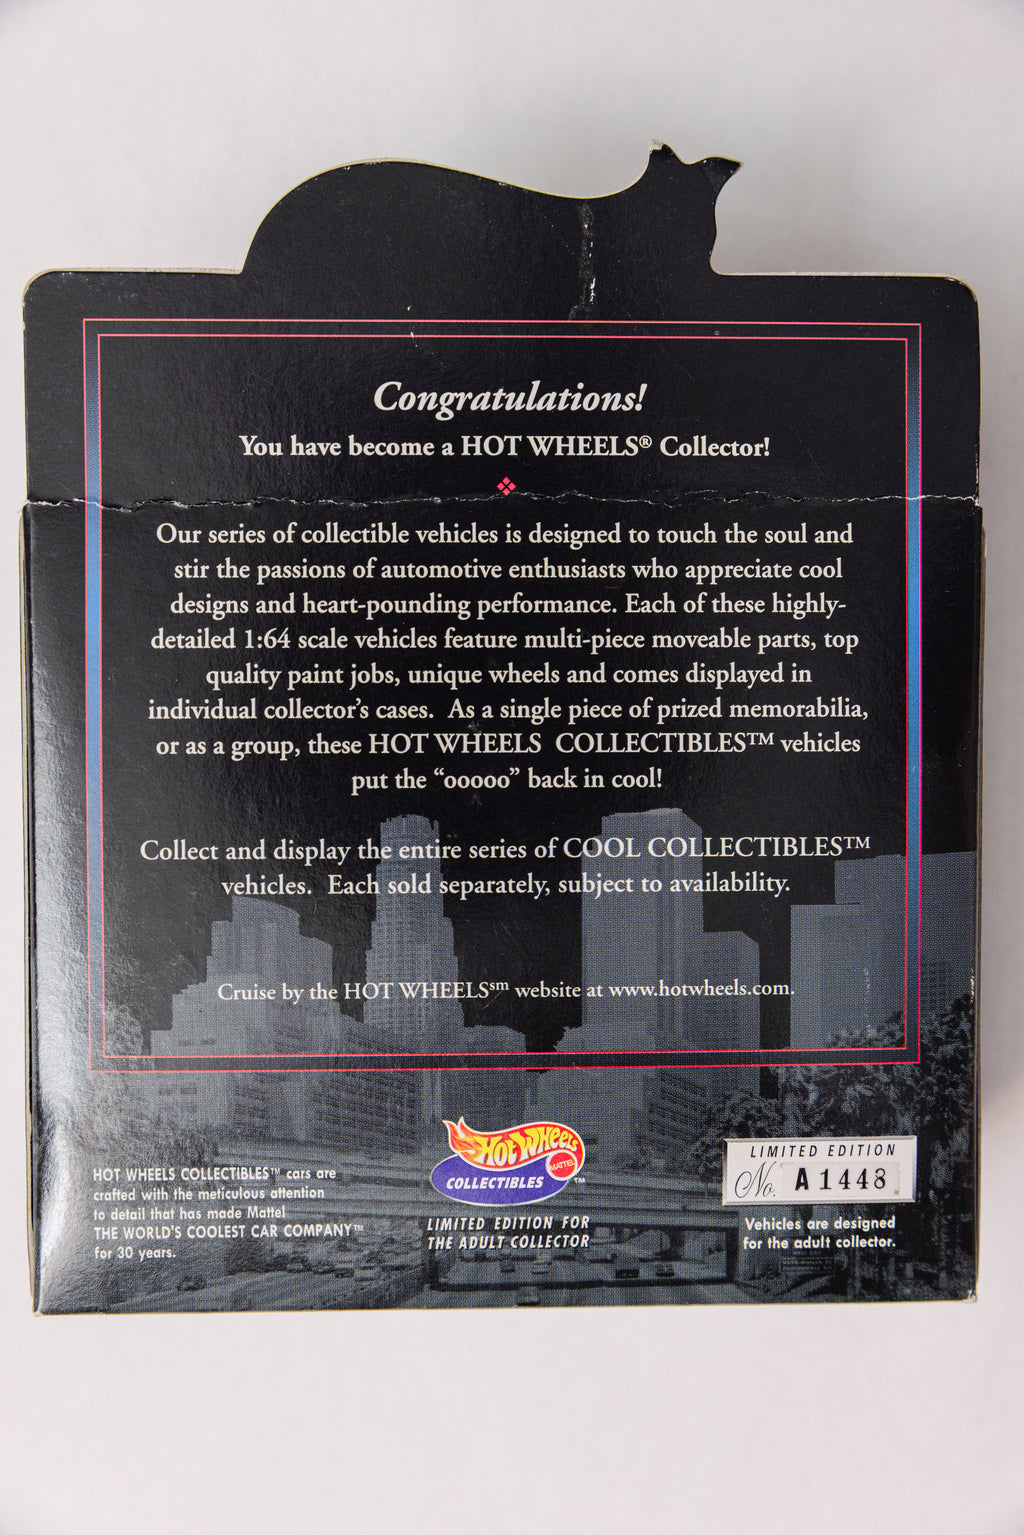 Congratulations!
You have become a HOT WHEELS® Collector!
Our series of collectible vehicles is designed to touch the soul and
stir the passions of automotive enthusiasts who appreciate cool
designs and heart-pounding performance. Each of these highly-
detailed 1:64 scale vehicles feature multi-piece moveable parts, top
quality paint jobs, unique wheels and comes displayed in
individual collector's cases. As a single piece of prized memorabilia,
or as a group, these HOT WHEELS COLLECTIBLES™ vehicles
put the “ooooo” back in cool!
Collect and display the entire series of COOL COLLECTIBLES™
vehicles. Each sold separately, subject to availability.
Cruise by the HOT WHEELS℠ website at www.hotwheels.com.
HOT WHEELS COLLECTIBLES™ cars are
crafted with the meticulous attention
to detail that has made Mattel
THE WORLD'S COOLEST CAR COMPANY™
for 30 years.
HOT WHEELS
MATTEL
COLLECTIBLES™
LIMITED EDITION FOR
THE ADULT COLLECTOR
LIMITED EDITION
No. A 1448
Vehicles are designed
for the adult collector.